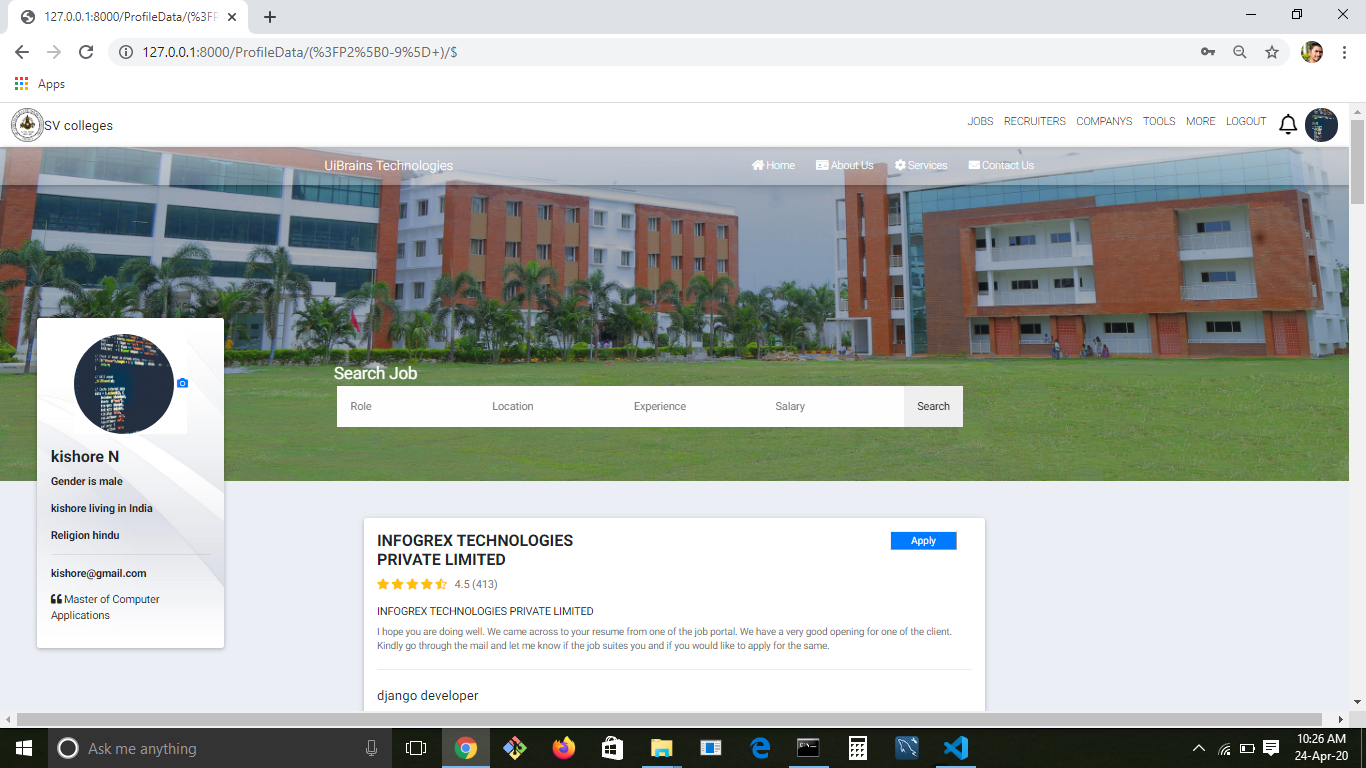 127.0.0.1:8000/ProfileData/(%3FP
127.0.0.1:8000/ProfileData/(%3FP2%5B0-9%5D+)/$
Apps
SV colleges
JOBS RECRUITERS COMPANYS TOOLS MORE LOGOUT
UiBrains Technologies
Home About Us Services Contact Us
Search Job
Role Location Experience Salary Search
kishore N
Gender is male
kishore living in India
Religion hindu
kishore@gmail.com
Master of Computer
Applications
INFOGREX TECHNOLOGIES
PRIVATE LIMITED
Apply
4.5 (413)
INFOGREX TECHNOLOGIES PRIVATE LIMITED
I hope you are doing well. We came across to your resume from one of the job portal. We have a very good opening for one of the client.
Kindly go through the mail and let me know if the job suites you and if you would like to apply for the same.
django developer
Ask me anything
10:26 AM
24-Apr-20